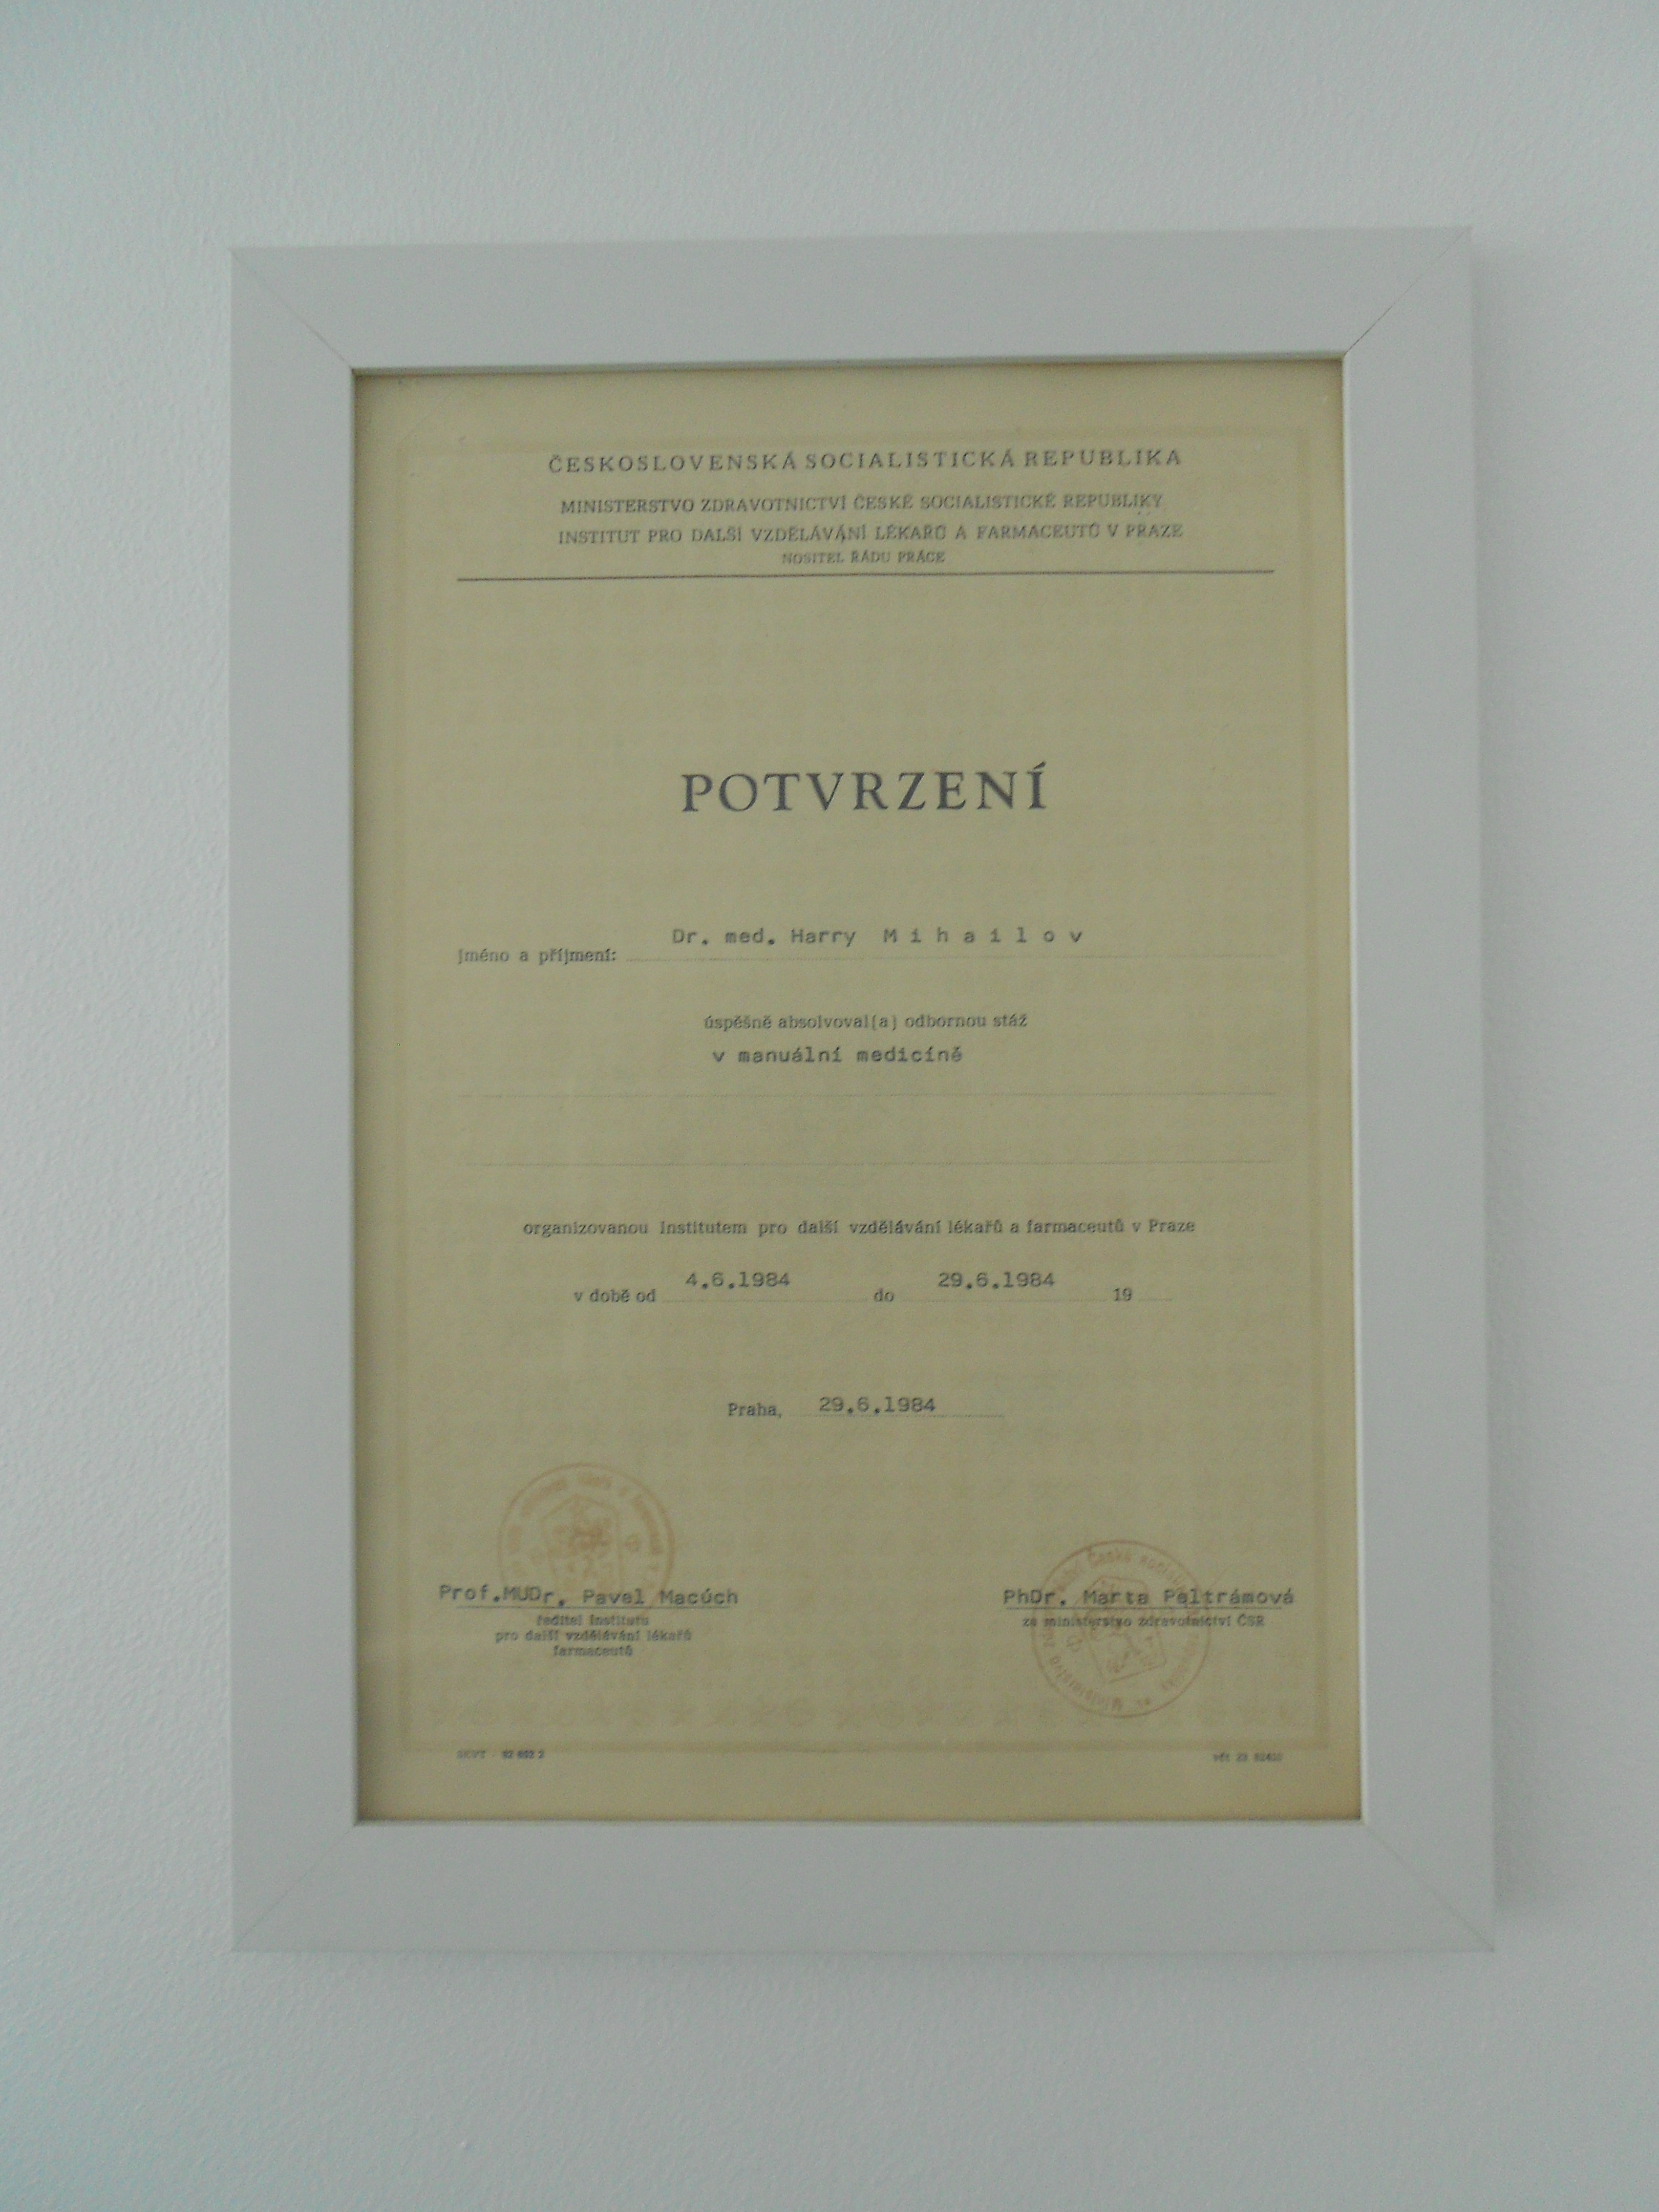 ČESKOSLOVENSKÁ SOCIALISTICKÁ REPUBLIKA
MINISTERSTVO ZDRAVOTNICTVÍ ČESKÉ SOCIALISTICKÉ REPUBLIKY
INSTITUT PRO DALŠÍ VZDĚLÁVÁNÍ LÉKAŘŮ A FARMACEUTŮ V PRAZE
NOSITEL ŘÁDU PRÁCE
POTVRZENÍ
Jméno a příjmení: Dr. med. Harry Mihailov
úspěšně absolvoval(a) odbornou stáž
v manuální medicíně
organizovanou Institutem pro další vzdělávání lékařů a farmaceutů v Praze
v době od 4.6.1984 do 29.6.1984 19
Praha, 29.6.1984
Prof.MUDr. Pavel Macúch PhDr. Marta Peltrámová
ředitel Institutu za ministerstvo zdravotnictví ČSR
pro další vzdělávání lékařů
farmaceutů